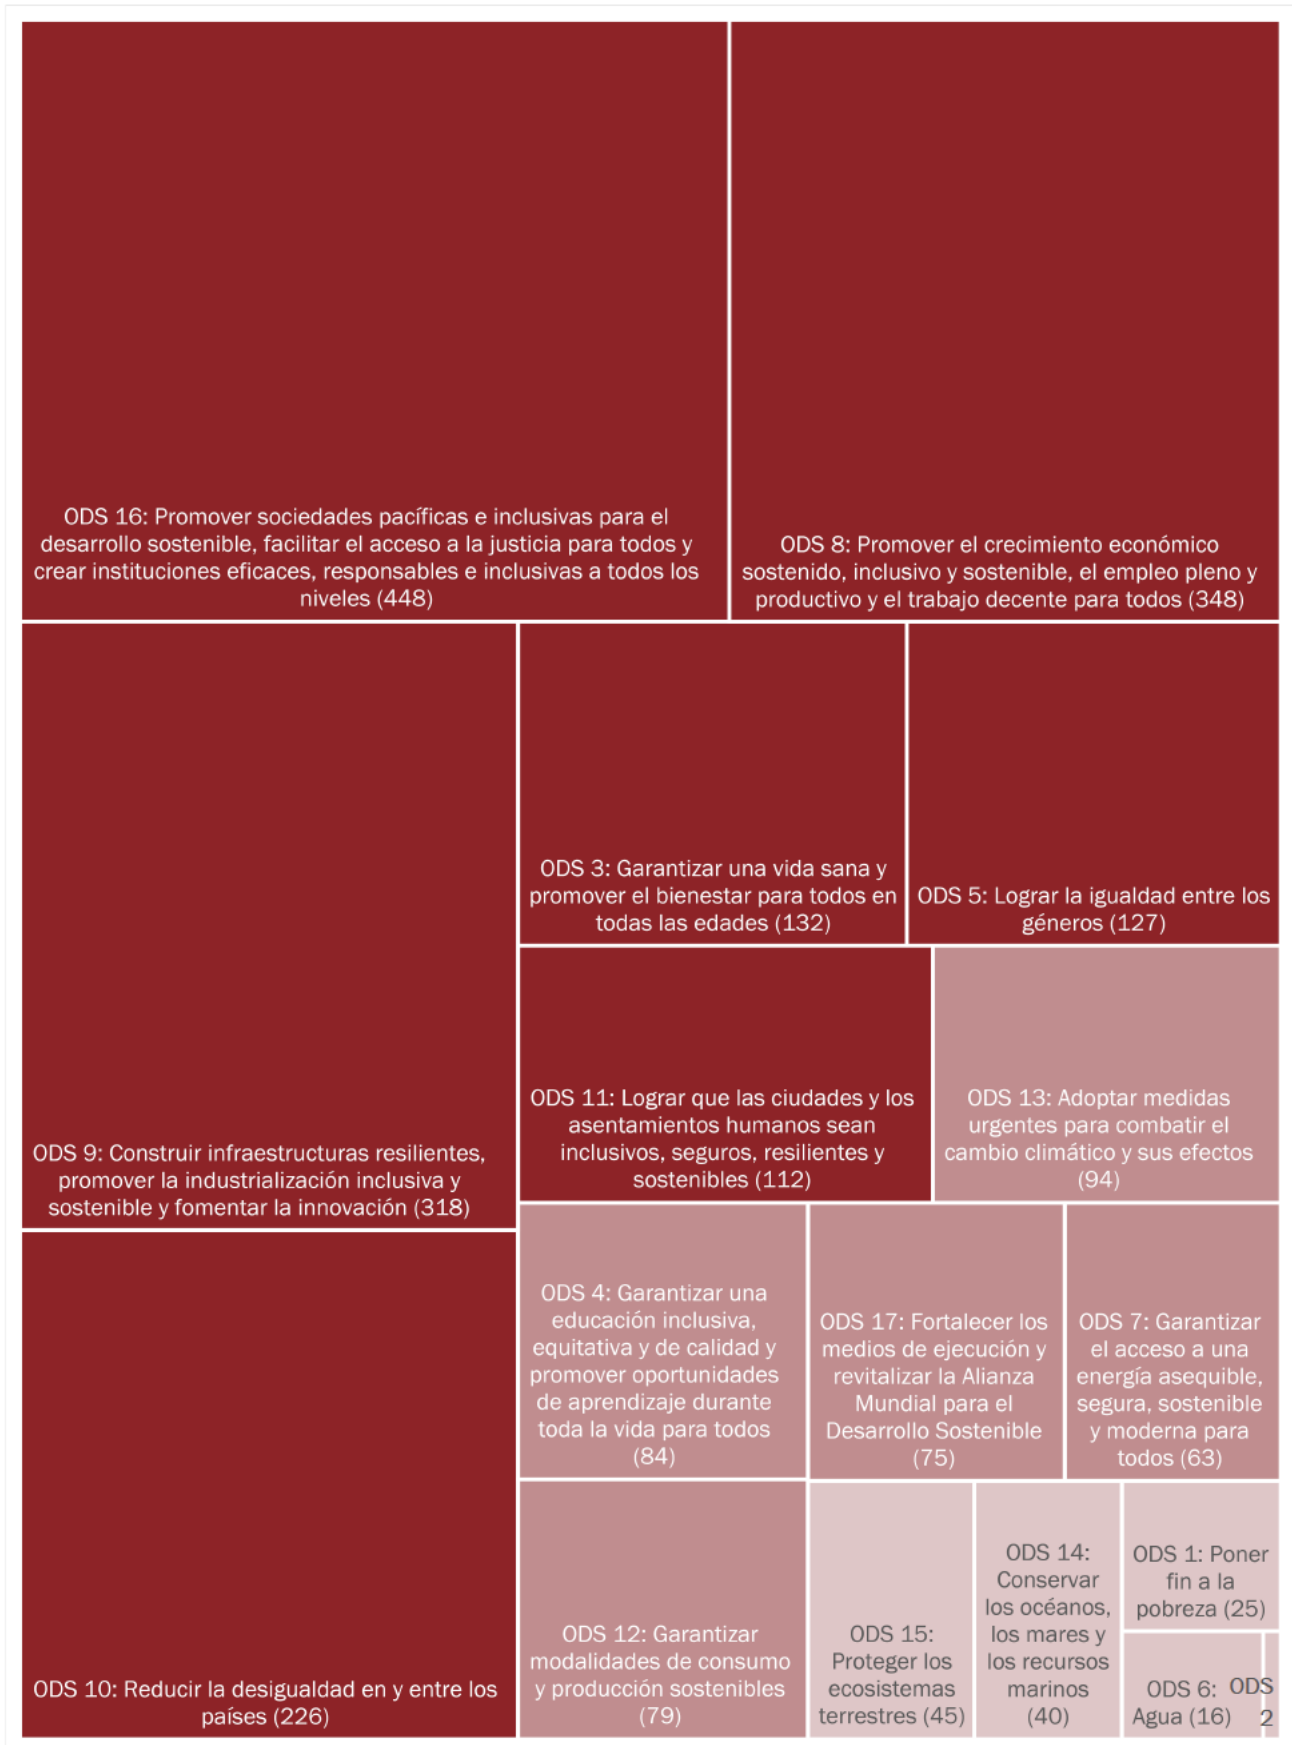 ODS 16: Promover sociedades pacíficas e inclusivas para el
desarrollo sostenible, facilitar el acceso a la justicia para todos y
crear instituciones eficaces, responsables e inclusivas a todos los
niveles (448)
ODS 8: Promover el crecimiento económico
sostenido, inclusivo y sostenible, el empleo pleno y
productivo y el trabajo decente para todos (348)
ODS 9: Construir infraestructuras resilientes,
promover la industrialización inclusiva y
sostenible y fomentar la innovación (318)
ODS 3: Garantizar una vida sana y
promover el bienestar para todos en
todas las edades (132)
ODS 5: Lograr la igualdad entre los
géneros (127)
ODS 11: Lograr que las ciudades y los
asentamientos humanos sean
inclusivos, seguros, resilientes y
sostenibles (112)
ODS 13: Adoptar medidas
urgentes para combatir el
cambio climático y sus efectos
(94)
ODS 10: Reducir la desigualdad en y entre los
países (226)
ODS 4: Garantizar una
educación inclusiva,
equitativa y de calidad y
promover oportunidades
de aprendizaje durante
toda la vida para todos
(84)
ODS 17: Fortalecer los
medios de ejecución y
revitalizar la Alianza
Mundial para el
Desarrollo Sostenible
(75)
ODS 7: Garantizar
el acceso a una
energía asequible,
segura, sostenible
y moderna para
todos (63)
ODS 12: Garantizar
modalidades de consumo
y producción sostenibles
(79)
ODS 15:
Proteger los
ecosistemas
terrestres (45)
ODS 14:
Conservar
los océanos,
los mares y
los recursos
marinos
(40)
ODS 1: Poner
fin a la
pobreza (25)
ODS 6:
Agua (16)
ODS
2